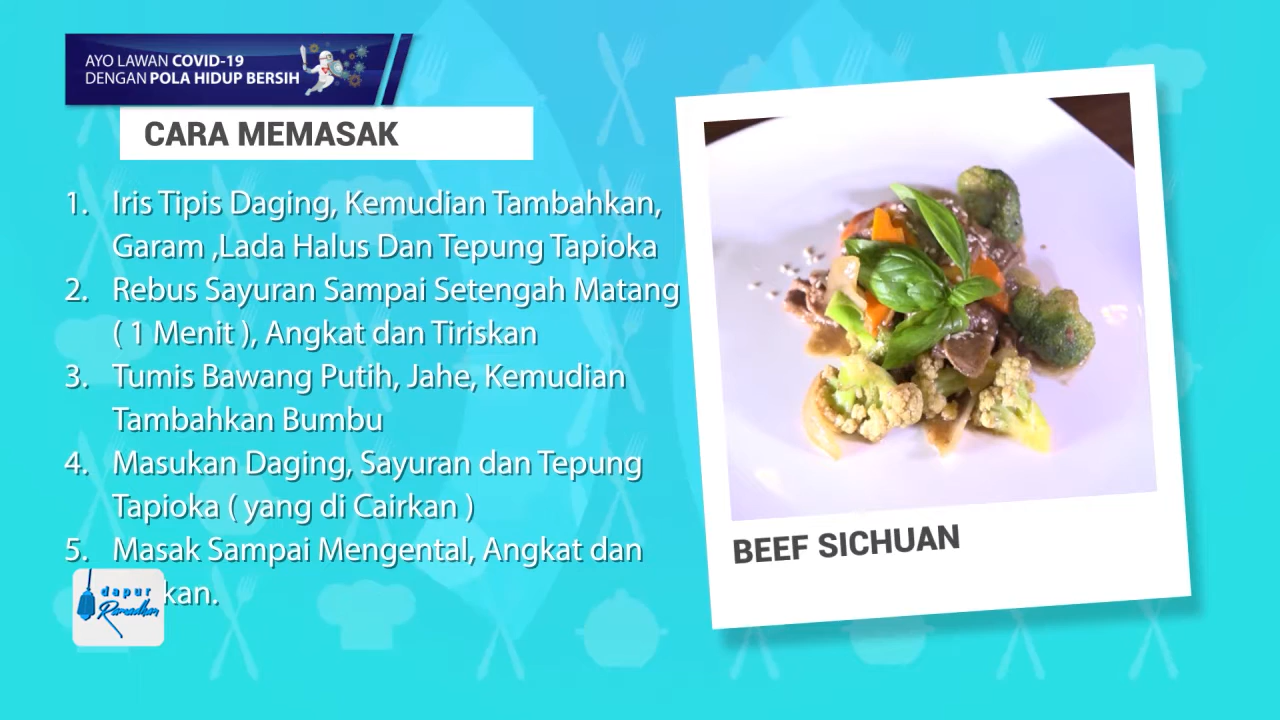 AYO LAWAN COVID-19
DENGAN POLA HIDUP BERSIH
CARA MEMASAK
1. Iris Tipis Daging, Kemudian Tambahkan,
Garam ,Lada Halus Dan Tepung Tapioka
2. Rebus Sayuran Sampai Setengah Matang
( 1 Menit ), Angkat dan Tiriskan
3. Tumis Bawang Putih, Jahe, Kemudian
Tambahkan Bumbu
4. Masukan Daging, Sayuran dan Tepung
Tapioka ( yang di Cairkan )
5. Masak Sampai Mengental, Angkat dan
kan.
dapur
Ramadhan
BEEF SICHUAN